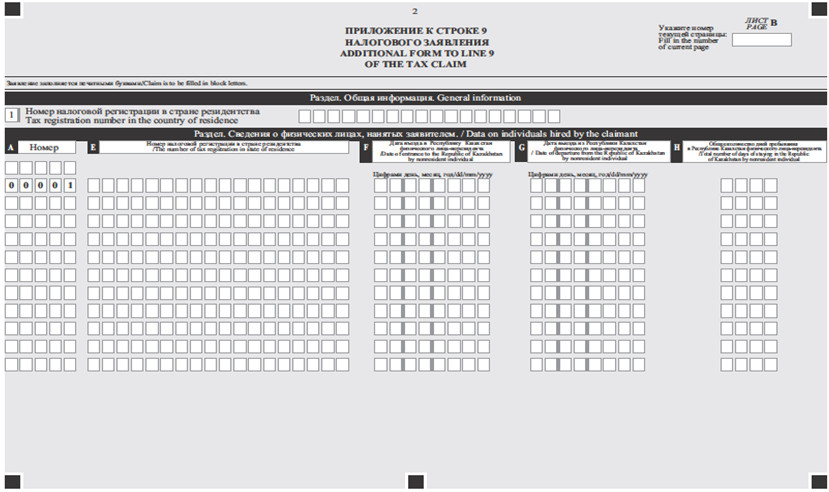 2
ПРИЛОЖЕНИЕ К СТРОКЕ 9
НАЛОГОВОГО ЗАЯВЛЕНИЯ
ADDITIONAL FORM TO LINE 9
OF THE TAX CLAIM
Укажите номер
текущей страницы:
Fill in the number
of current page
ЛИСТ
PAGE B
Заявление заполняется печатными буквами/Claim is to be filled in block letters.
Раздел. Общая информация. General information
1 Номер налоговой регистрации в стране резидентства
Tax registration number in the country of residence
Раздел. Сведения о физических лицах, нанятых заявителем. / Data on individuals hired by the claimant
A Номер
E Номер налоговой регистрации в стране резидентства
/The number of tax registration in state of residence
F Дата въезда в Республику Казахстан
физического лица-нерезидента
/Date of entrance to the Republic of Kazakhstan
by nonresident individual
G Дата выезда из Республики Казахстан
физического лица-нерезидента
/ Date of departure from the Republic of Kazakhstan
by nonresident individual
H Общее количество дней пребывания
в Республике Казахстан физического лица-нерезидента
/Total number of days of staying in the Republic
of Kazakhstan by nonresident individual
Цифрами день, месяц, год/dd/mm/yyyy
Цифрами день, месяц, год/dd/mm/yyyy
0 0 0 0 1